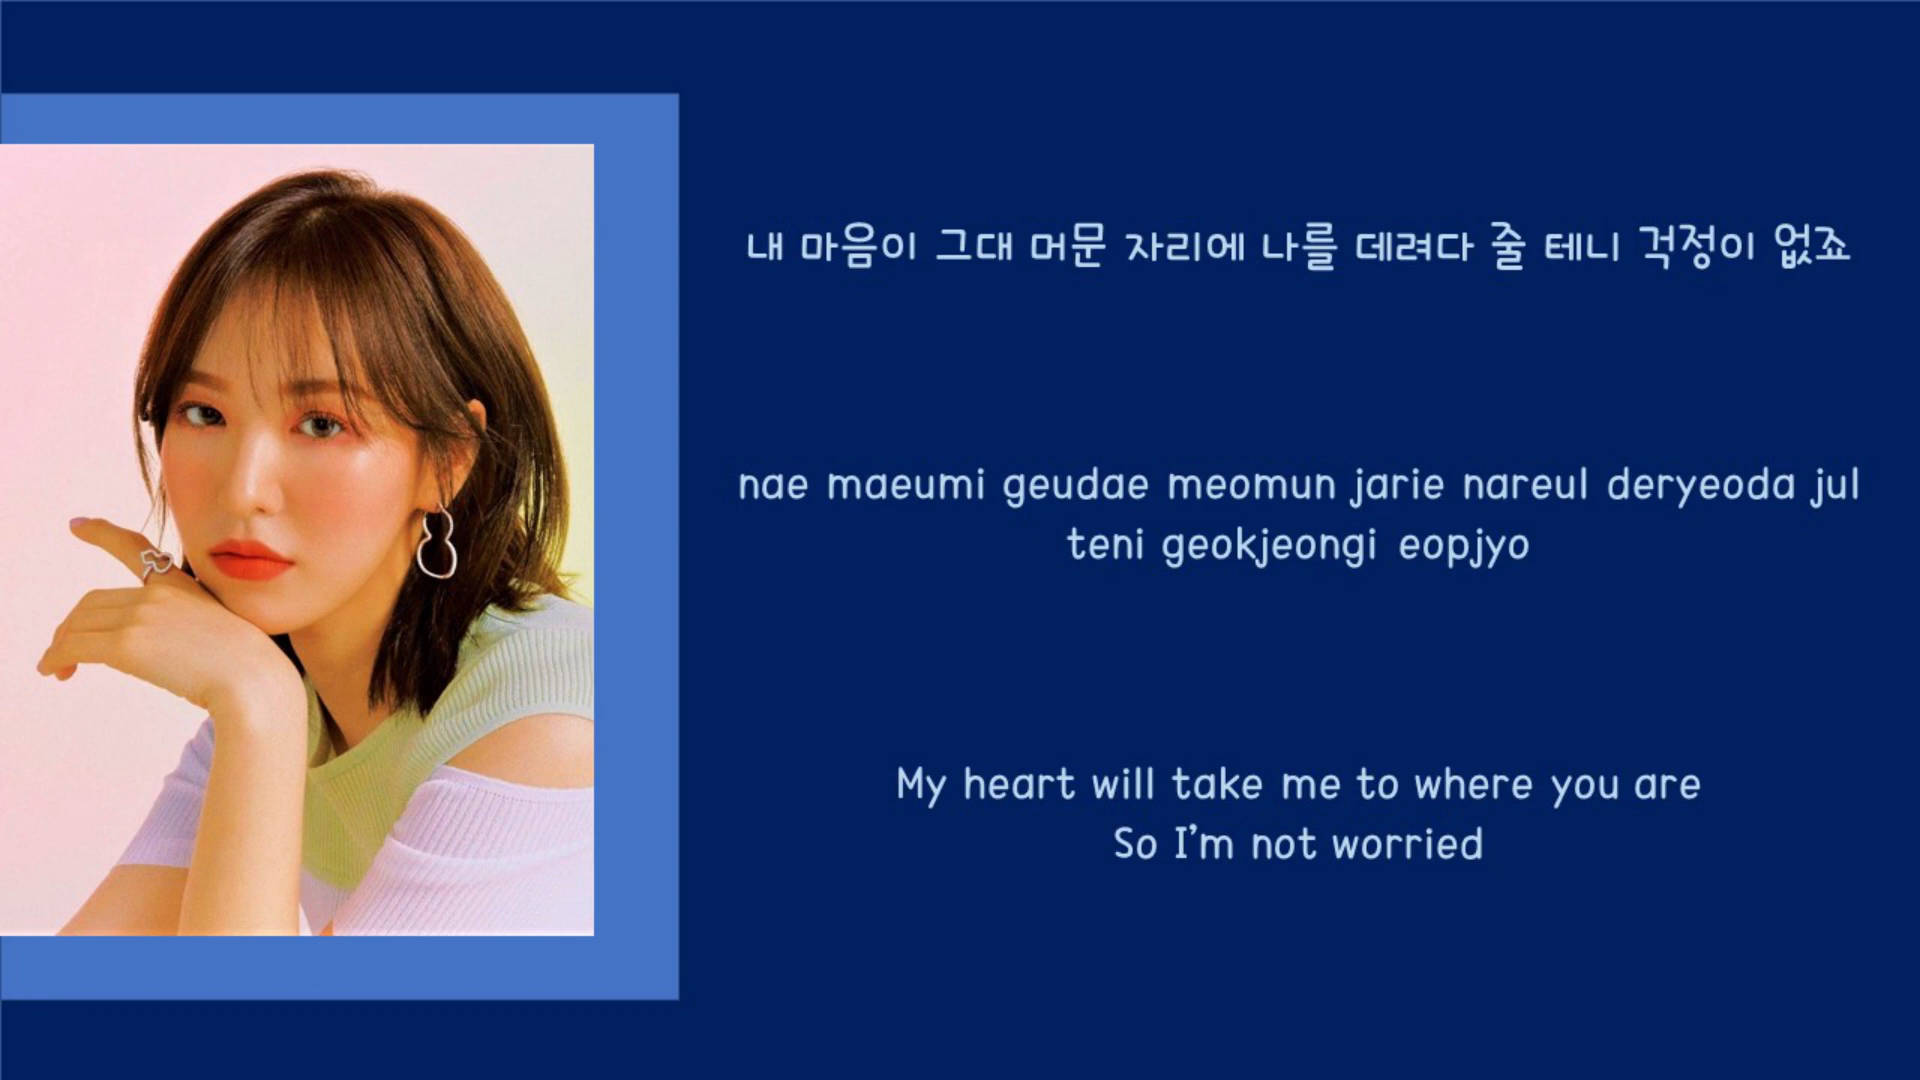 내 마음이 그대 머문 자리에 나를 데려다 줄 테니 걱정이 없죠
nae maeumi geudae meomun jarie nareul deryeoda jul
teni geokjeongi eopjyo
My heart will take me to where you are
So I'm not worried